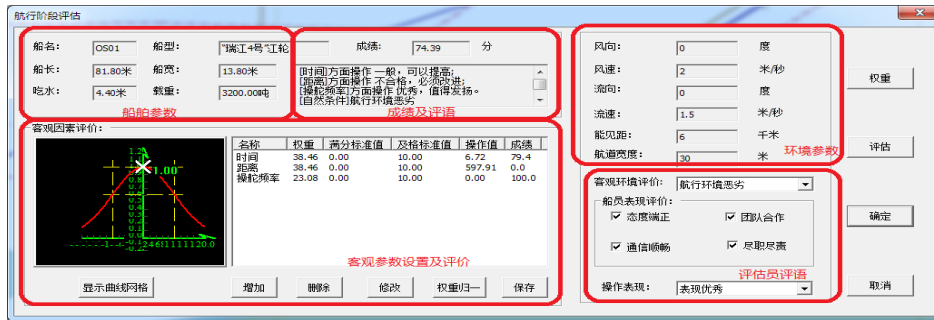 航行阶段评估
船名: OS01 船型: "瑞江4号"江轮
船长: 81.80米 船宽: 13.80米
吃水: 4.40米 载重: 3200.00吨
船舶参数
成绩: 74.39 分
[时间]方面操作 一般，可以提高;
[距离]方面操作 不合格，必须改进;
[操舵频率]方面操作 优秀，值得发扬。
[自然条件]航行环境恶劣
成绩及评语
风向: 0 度
风速: 2 米/秒
流向: 0 度
流速: 1.5 米/秒
能见距: 6 千米
航道宽度: 30 米
环境参数
权重
评估
确定
取消
客观因素评价:
1.00
名称 权重 满分标准值 及格标准值 操作值 成绩
时间 38.46 0.00 10.00 6.72 79.4
距离 38.46 0.00 10.00 597.91 0.0
操舵频率 23.08 0.00 10.00 0.00 100.0
客观参数设置及评价
显示曲线网格 增加 删除 修改 权重归一 保存
客观环境评价: 航行环境恶劣
船员表现评价:
态度端正 团队合作
通信顺畅 尽职尽责
评估员评语
操作表现: 表现优秀